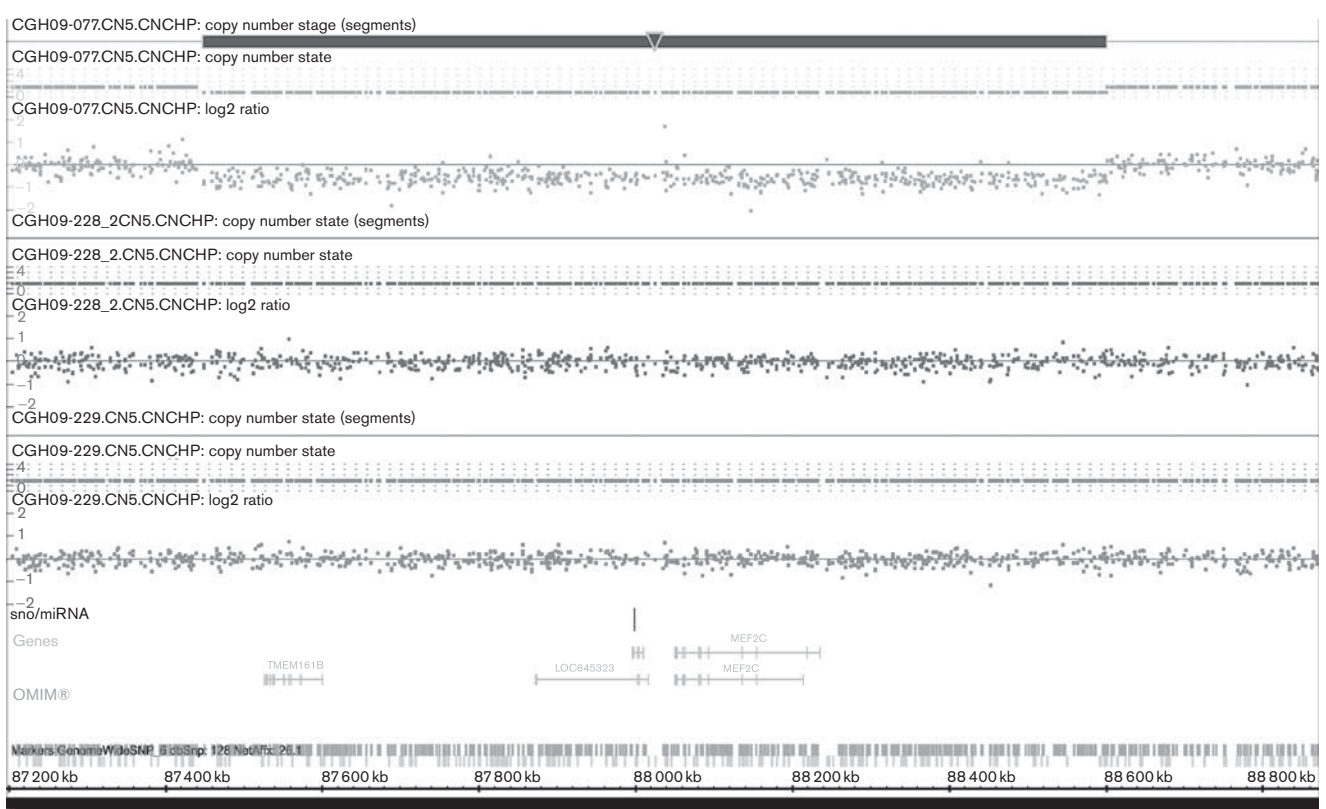 CGH09-077.CN5.CNCHP: copy number stage (segments)
CGH09-077.CN5.CNCHP: copy number state
4
0
CGH09-077.CN5.CNCHP: log2 ratio
2
1
0
−1
−2
CGH09-228_2CN5.CNCHP: copy number state (segments)
CGH09-228_2.CN5.CNCHP: copy number state
4
0
CGH09-228_2.CN5.CNCHP: log2 ratio
2
1
0
−1
−2
CGH09-229.CN5.CNCHP: copy number state (segments)
CGH09-229.CN5.CNCHP: copy number state
4
0
CGH09-229.CN5.CNCHP: log2 ratio
2
1
0
−1
−2
sno/miRNA
Genes
MEF2C
TMEM161B LOC645323 MEF2C
OMIM®
Markers GenomeWideSNP_6 dbSnp: 128 NetAffx: 26.1
87 200 kb 87 400 kb 87 600 kb 87 800 kb 88 000 kb 88 200 kb 88 400 kb 88 600 kb 88 800 kb